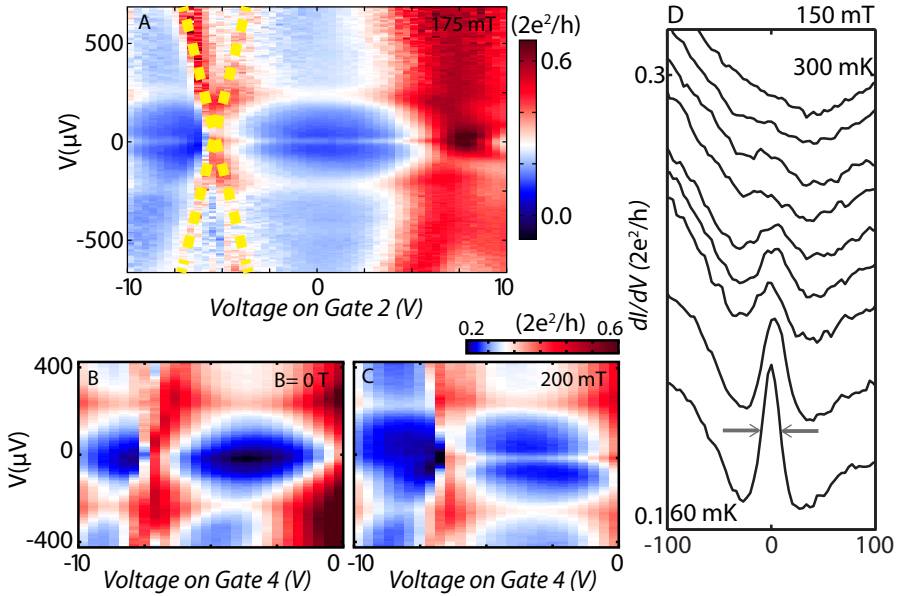 A
175 mT
(2e²/h)
500
0
-500
V(μV)
-10
0
10
Voltage on Gate 2 (V)
0.6
0.0
0.2
(2e²/h)
0.6
B
B= 0 T
400
0
-400
V(μV)
-10
Voltage on Gate 4 (V)
C
200 mT
-10
0
Voltage on Gate 4 (V)
D
150 mT
0.3
300 mK
dI/dV (2e²/h)
0.1
60 mK
-100
0
100